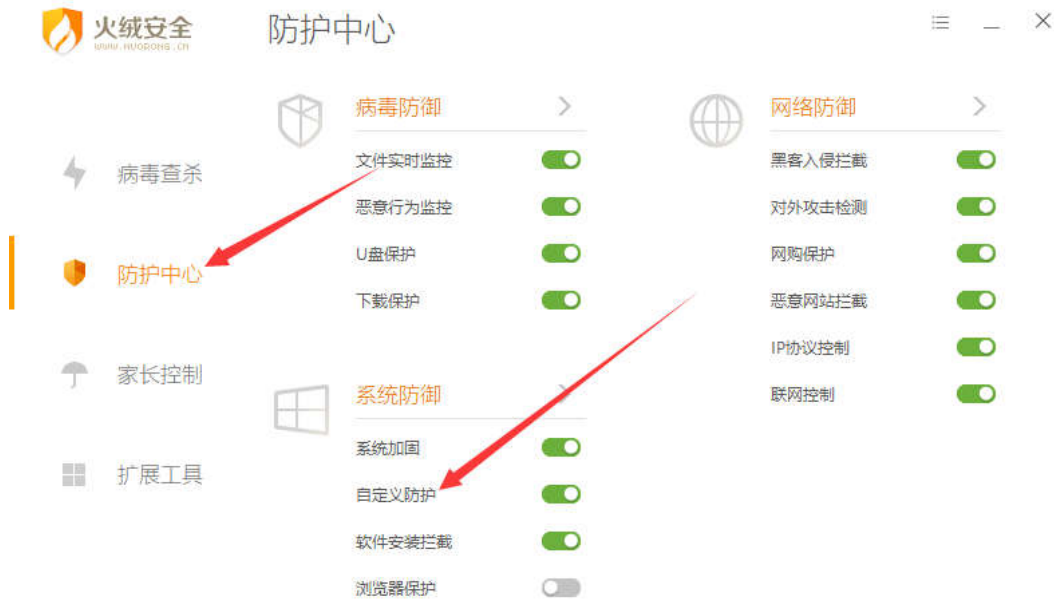 火绒安全
WWW.HUORONG.CN
防护中心
病毒查杀
防护中心
家长控制
扩展工具
病毒防御
文件实时监控
恶意行为监控
U盘保护
下载保护
系统防御
系统加固
自定义防护
软件安装拦截
浏览器保护
网络防御
黑客入侵拦截
对外攻击检测
网购保护
恶意网站拦截
IP协议控制
联网控制